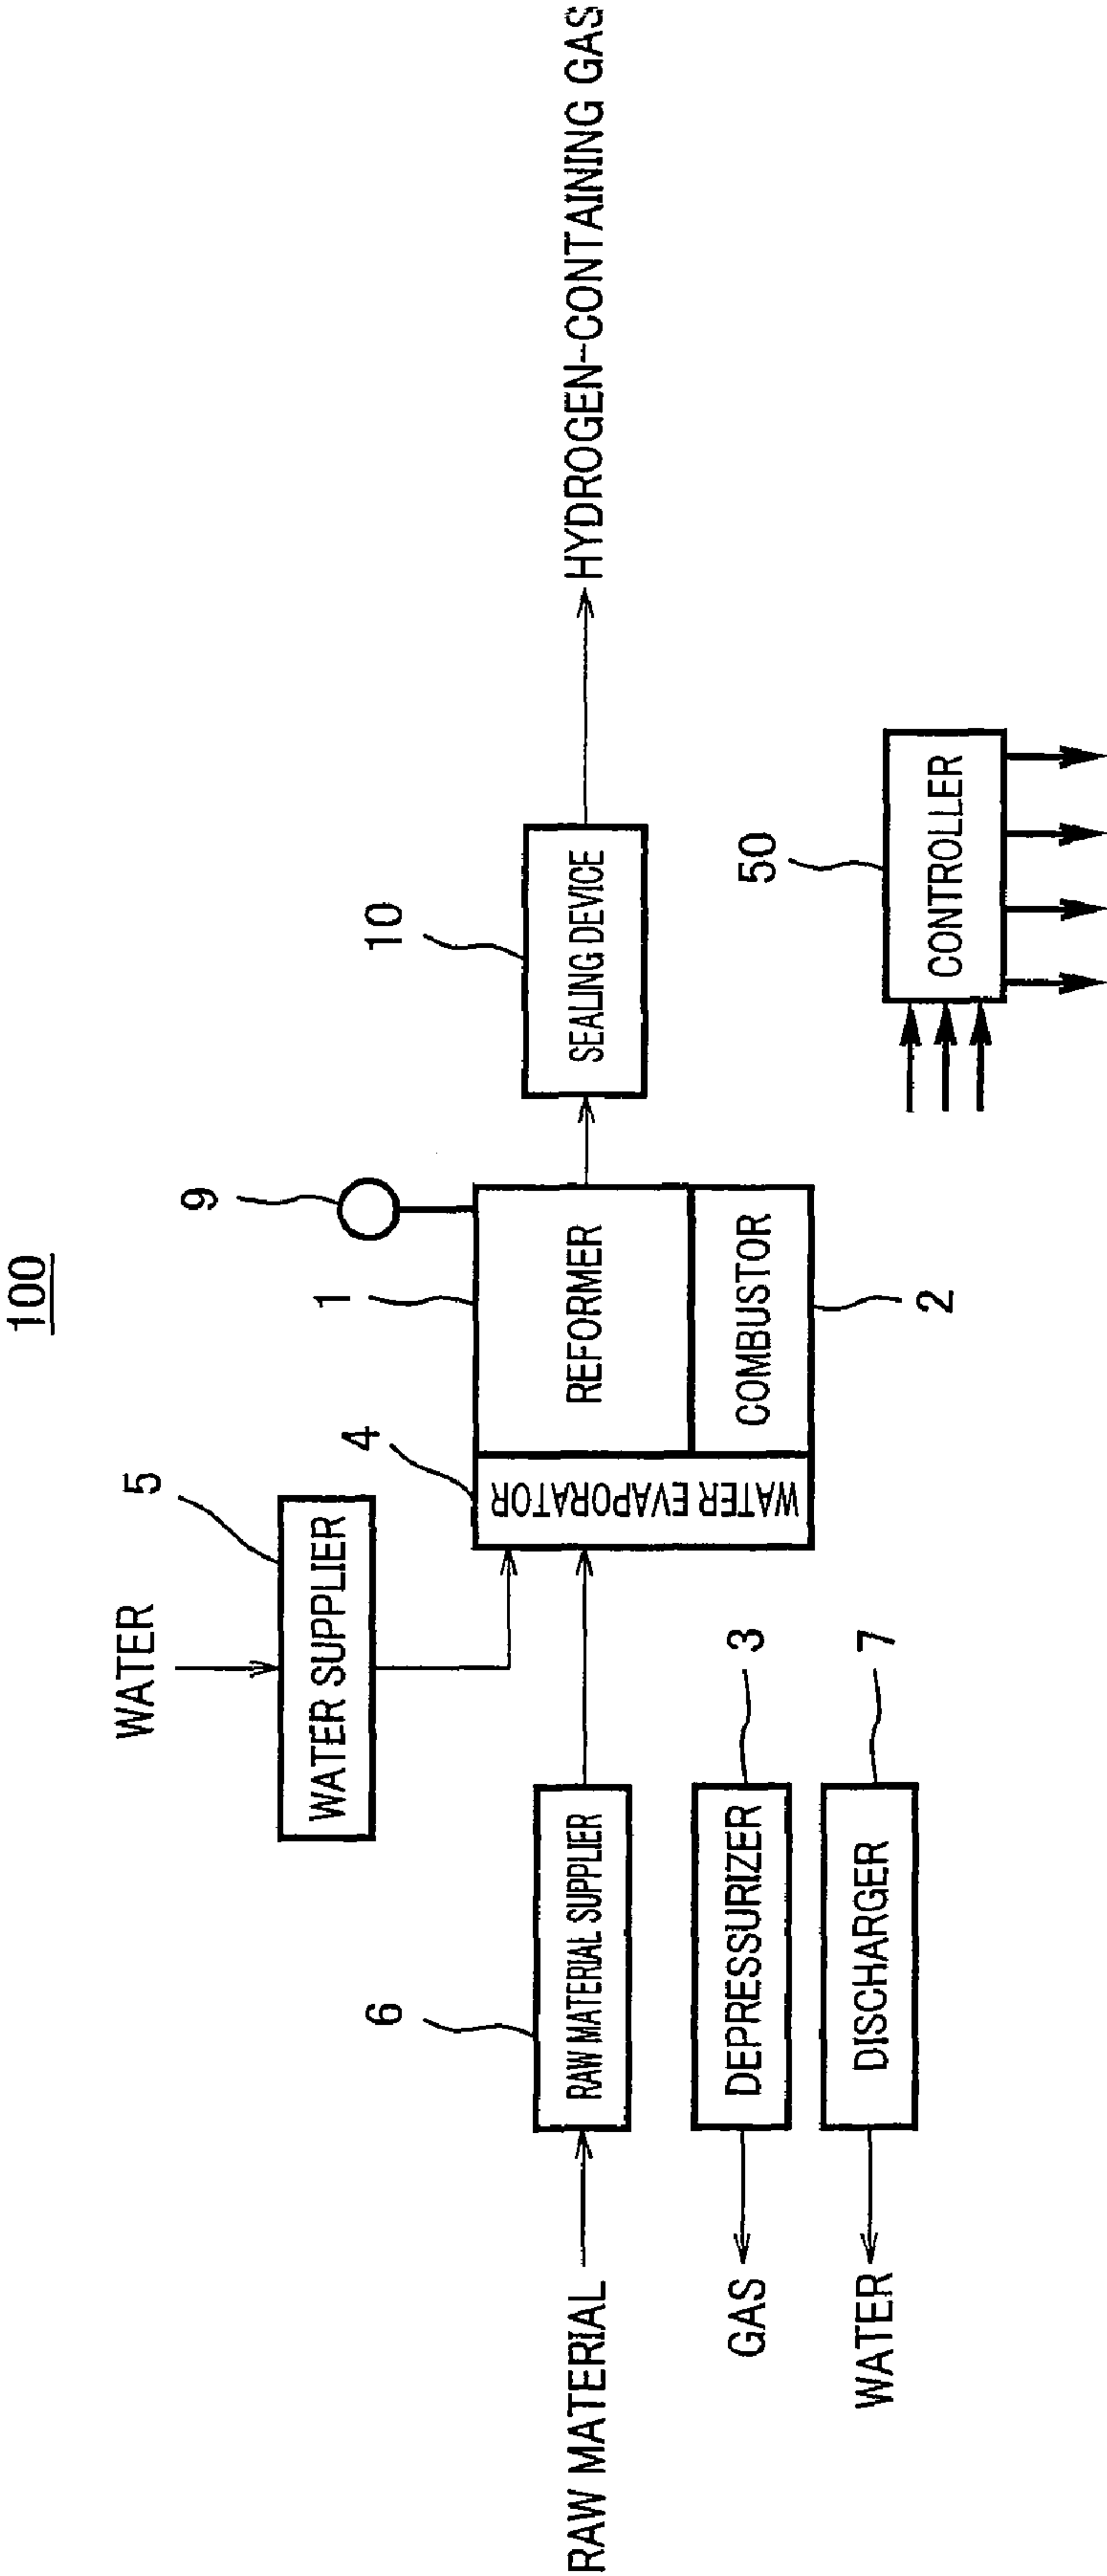 100
WATER
5
WATER SUPPLIER
4
1
9
10
WATER EVAPORATOR
REFORMER
COMBUSTOR
2
SEALING DEVICE
HYDROGEN-CONTAINING GAS
RAW MATERIAL
6
RAW MATERIAL SUPPLIER
GAS
DEPRESSURIZER
3
WATER
DISCHARGER
7
50
CONTROLLER